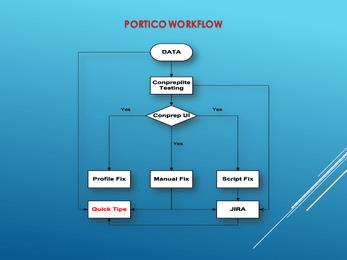 PORTICO WORKFLOW
DATA
Conpreplite
Testing
Conprep UI
Yes
Yes
Yes
Profile Fix
Manual Fix
Script Fix
Quick Tips
JIRA